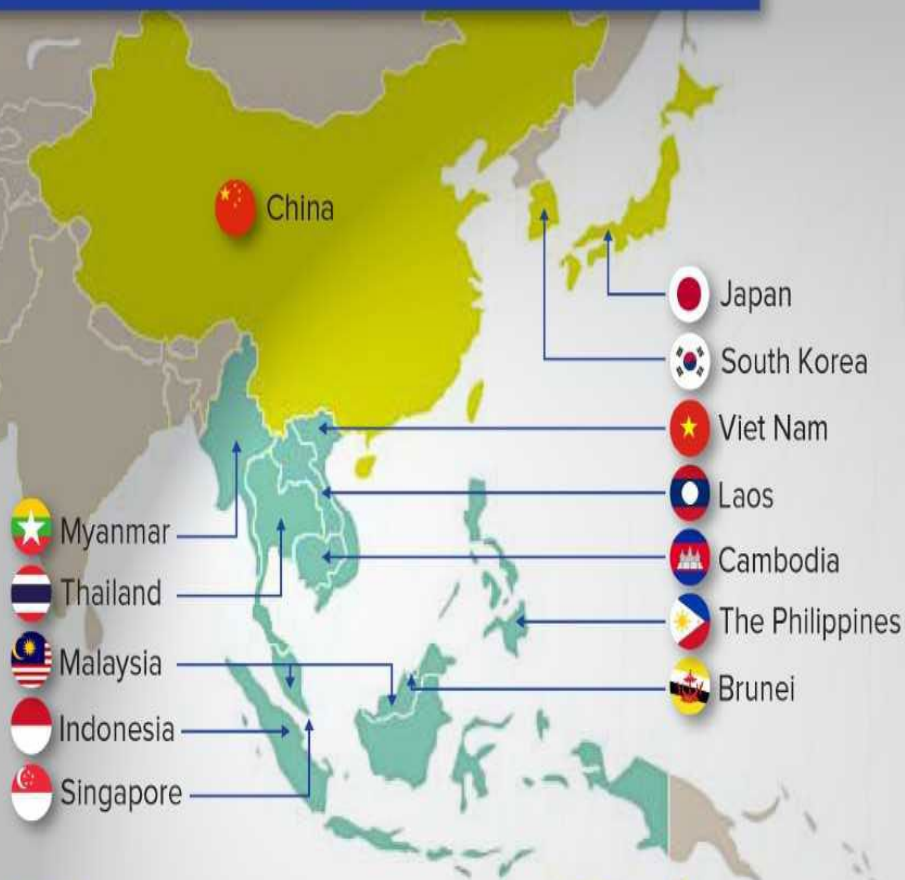 China
Japan
South Korea
Viet Nam
Laos
Cambodia
The Philippines
Brunei
Myanmar
Thailand
Malaysia
Indonesia
Singapore